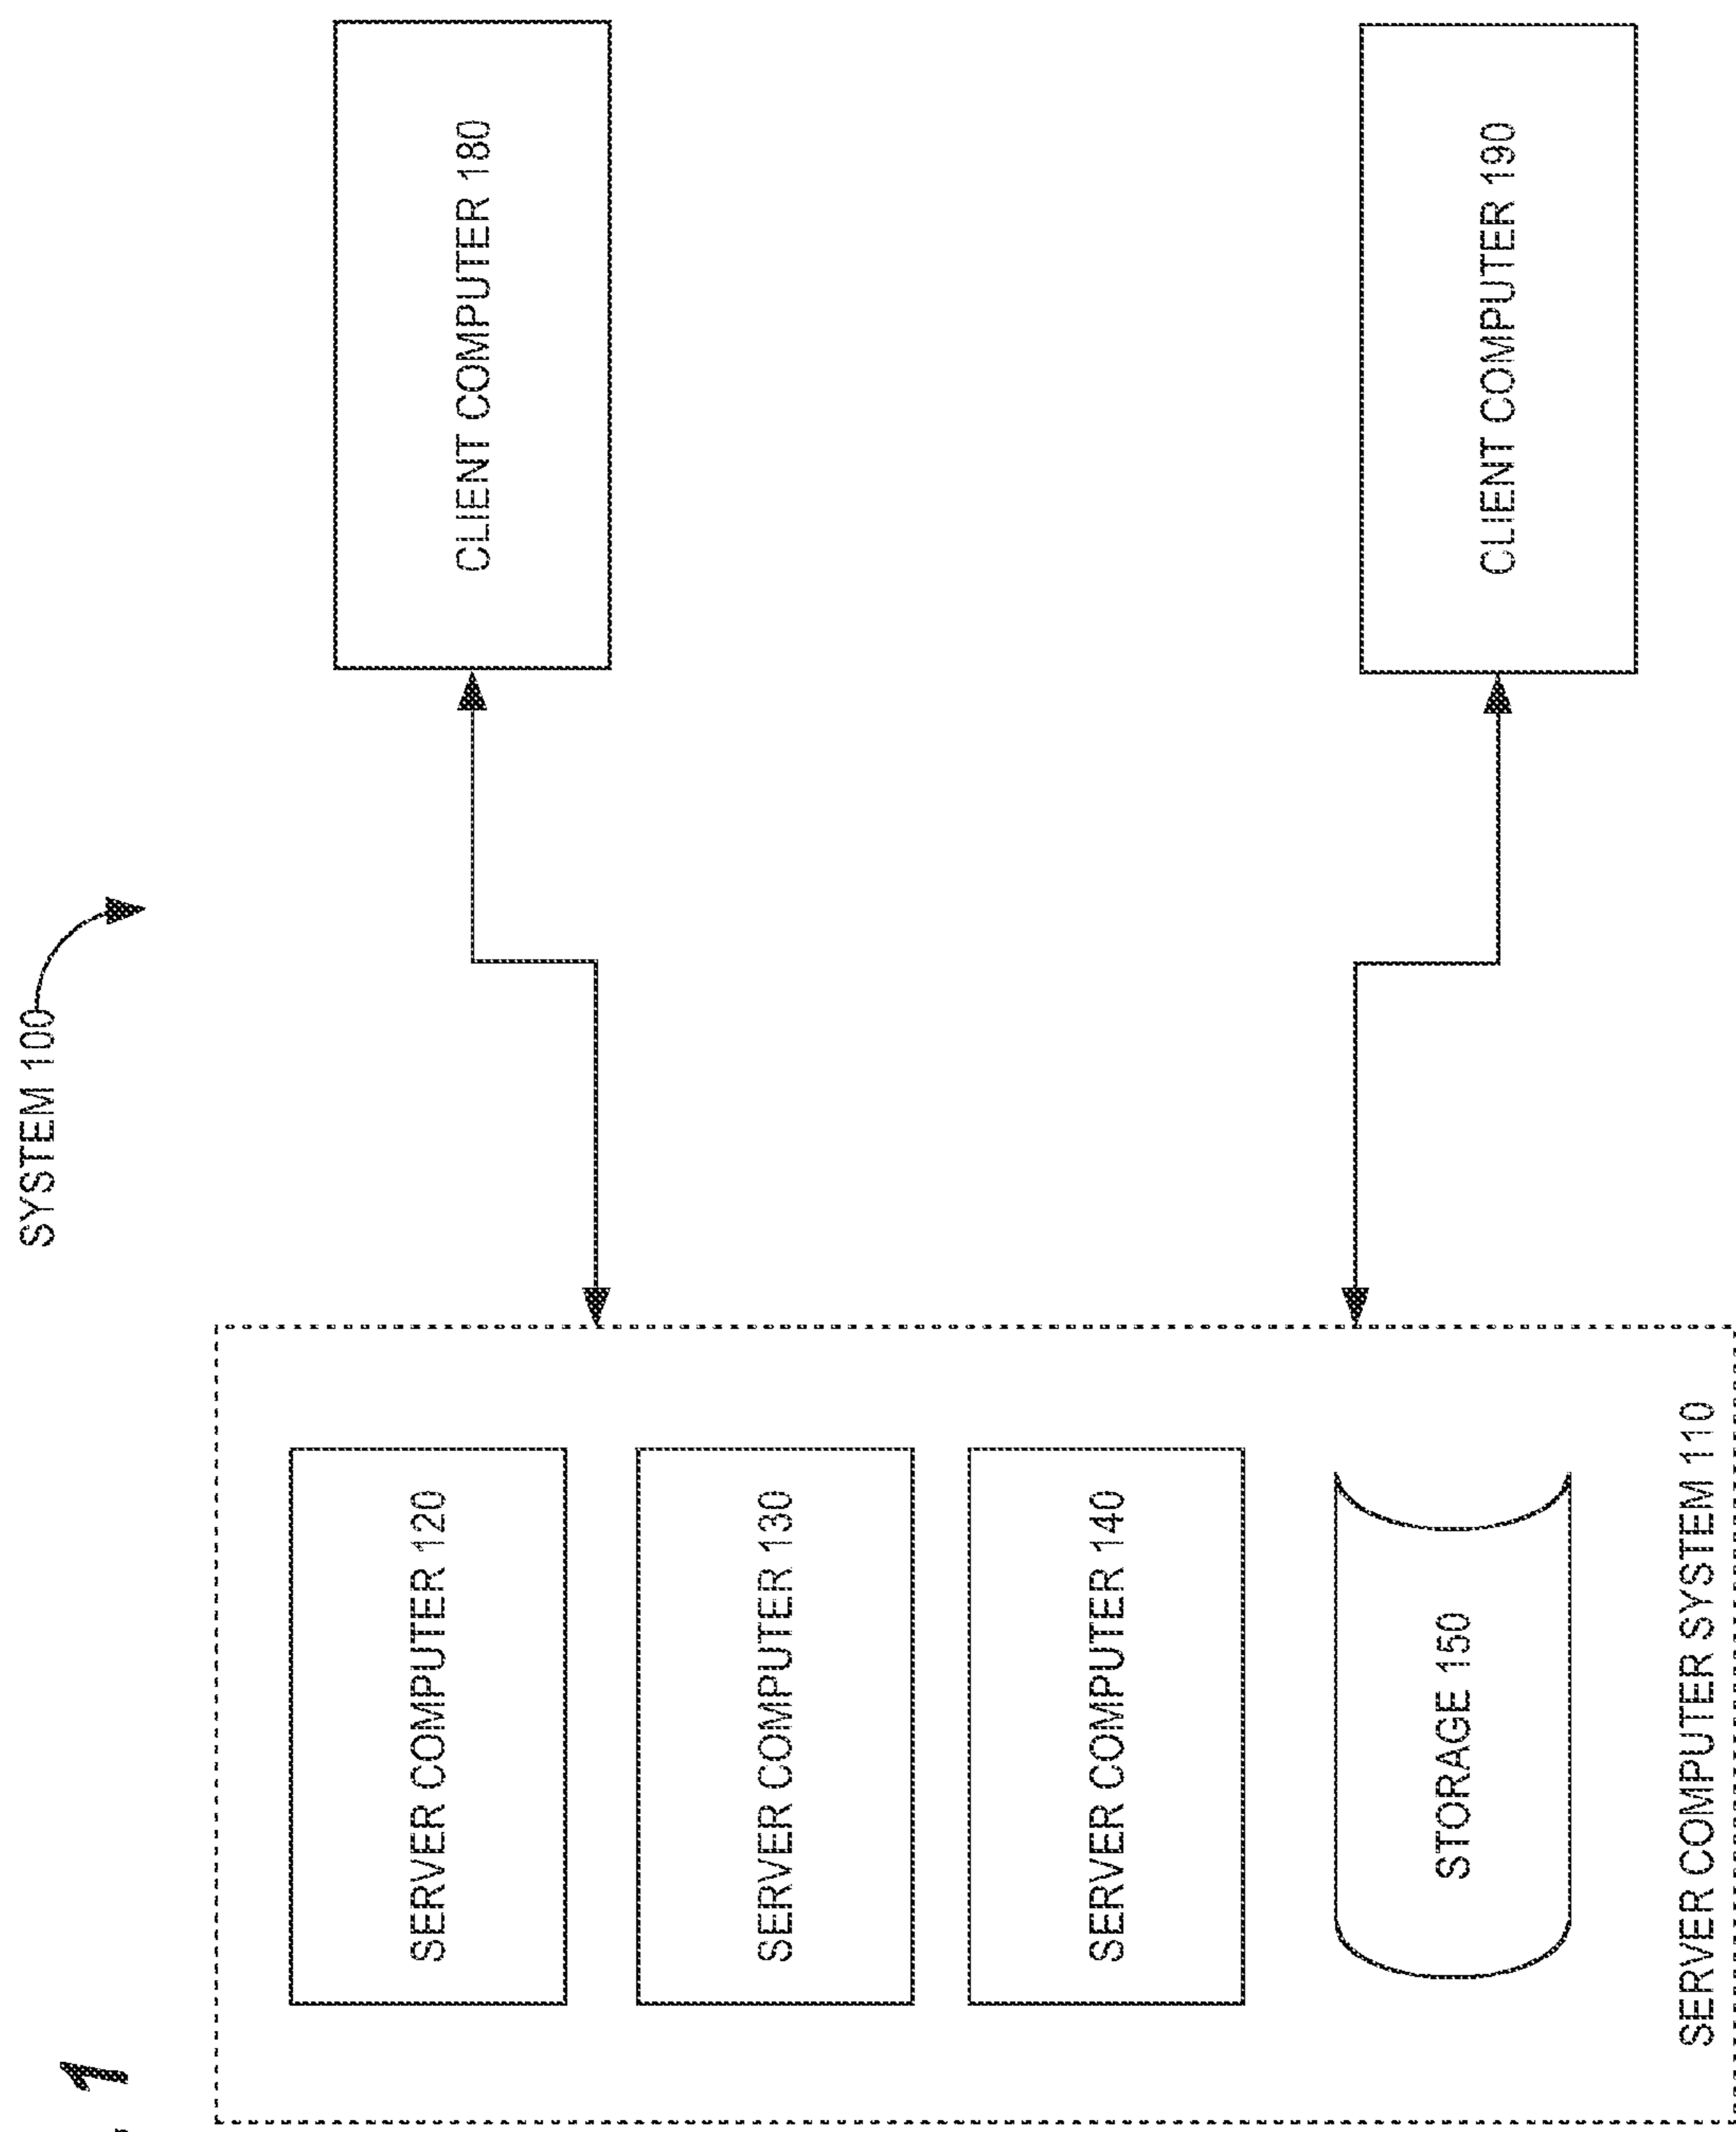 1
SYSTEM 100
SERVER COMPUTER 120
CLIENT COMPUTER 180
SERVER COMPUTER 130
SERVER COMPUTER 140
STORAGE 150
CLIENT COMPUTER 190
SERVER COMPUTER SYSTEM 110